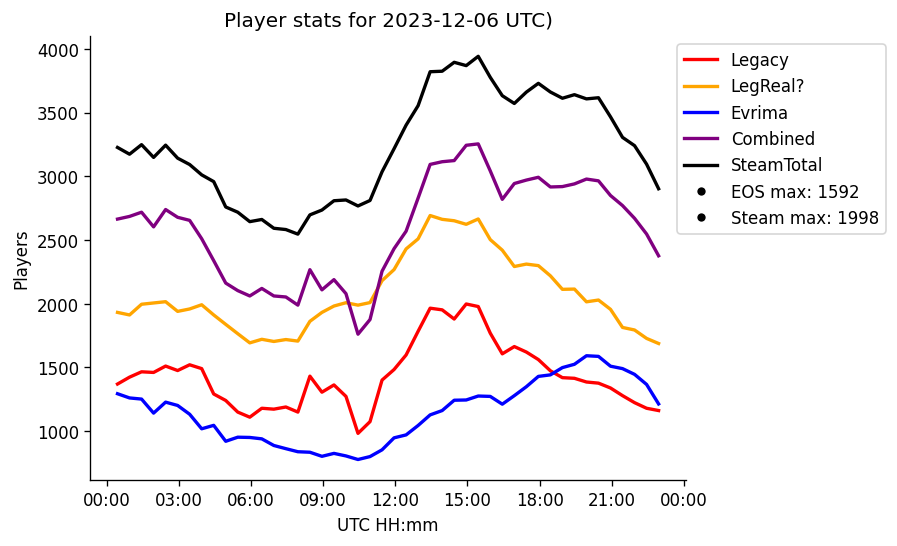 Player stats for 2023-12-06 UTC)
4000
3500
3000
2500
2000
1500
1000
Players
00:00 03:00 06:00 09:00 12:00 15:00 18:00 21:00 00:00
UTC HH:mm
Legacy
LegReal?
Evrima
Combined
SteamTotal
EOS max: 1592
Steam max: 1998